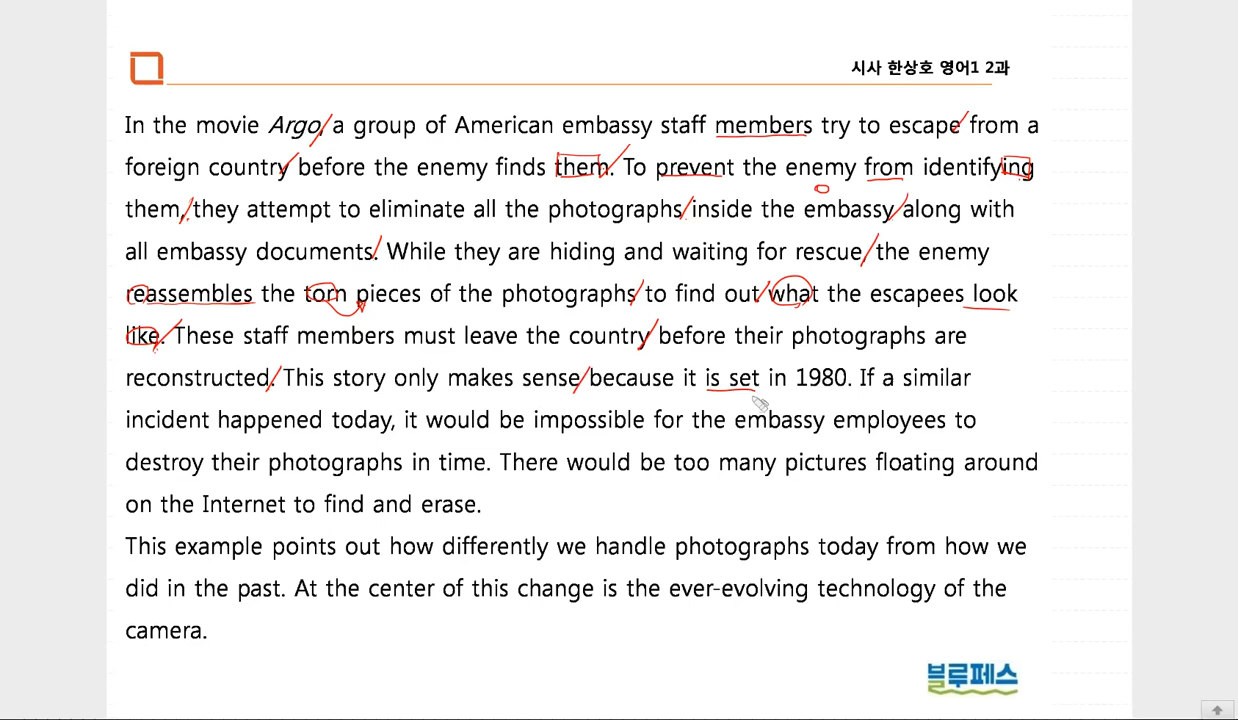 시사 한상호 영어1 2과
In the movie Argo, a group of American embassy staff members try to escape from a
foreign country before the enemy finds them. To prevent the enemy from identifying
them, they attempt to eliminate all the photographs inside the embassy along with
all embassy documents. While they are hiding and waiting for rescue, the enemy
reassembles the torn pieces of the photographs to find out what the escapees look
like. These staff members must leave the country before their photographs are
reconstructed. This story only makes sense because it is set in 1980. If a similar
incident happened today, it would be impossible for the embassy employees to
destroy their photographs in time. There would be too many pictures floating around
on the Internet to find and erase.
This example points out how differently we handle photographs today from how we
did in the past. At the center of this change is the ever-evolving technology of the
camera.
블루페스